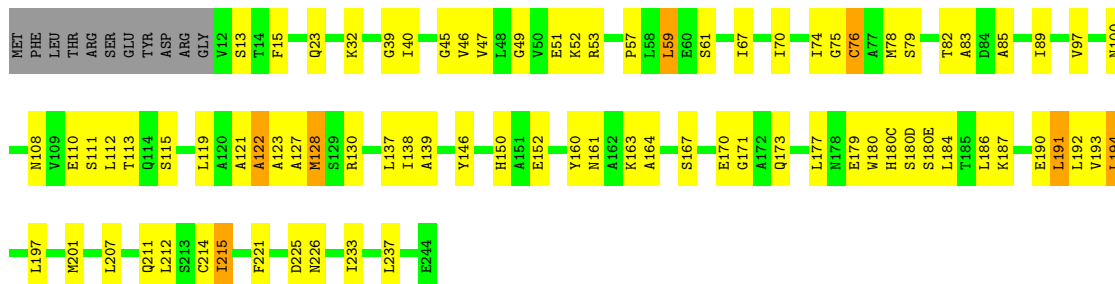 MET PHE LEU THR ARG SER GLU TYR ASP ARG GLY V12 S13 T14 F15 Q23 K32 G39 I40 G45 V46 V47 L48 G49 V50 E51 K52 R53 P57 L58 L59 E60 S61 I67 I70 I74 G75 C76 A77 M78 S79 T82 A83 D84 A85 I89 V97
N108 V109 E110 S111 L112 T113 Q114 S115 L119 A120 A121 A122 A123 A127 M128 S129 R130 L137 I138 A139 Y146 H150 A151 E152 Y160 N161 A162 K163 A164 S167 E170 G171 A172 Q173 L177 N178 E179 W180 H180C S180D S180E L184 T185 L186 K187 E190 L191 L192 V193
L197 M201 L207 Q211 L212 S213 C214 I215 F221 D225 N226 I233 L237 E244